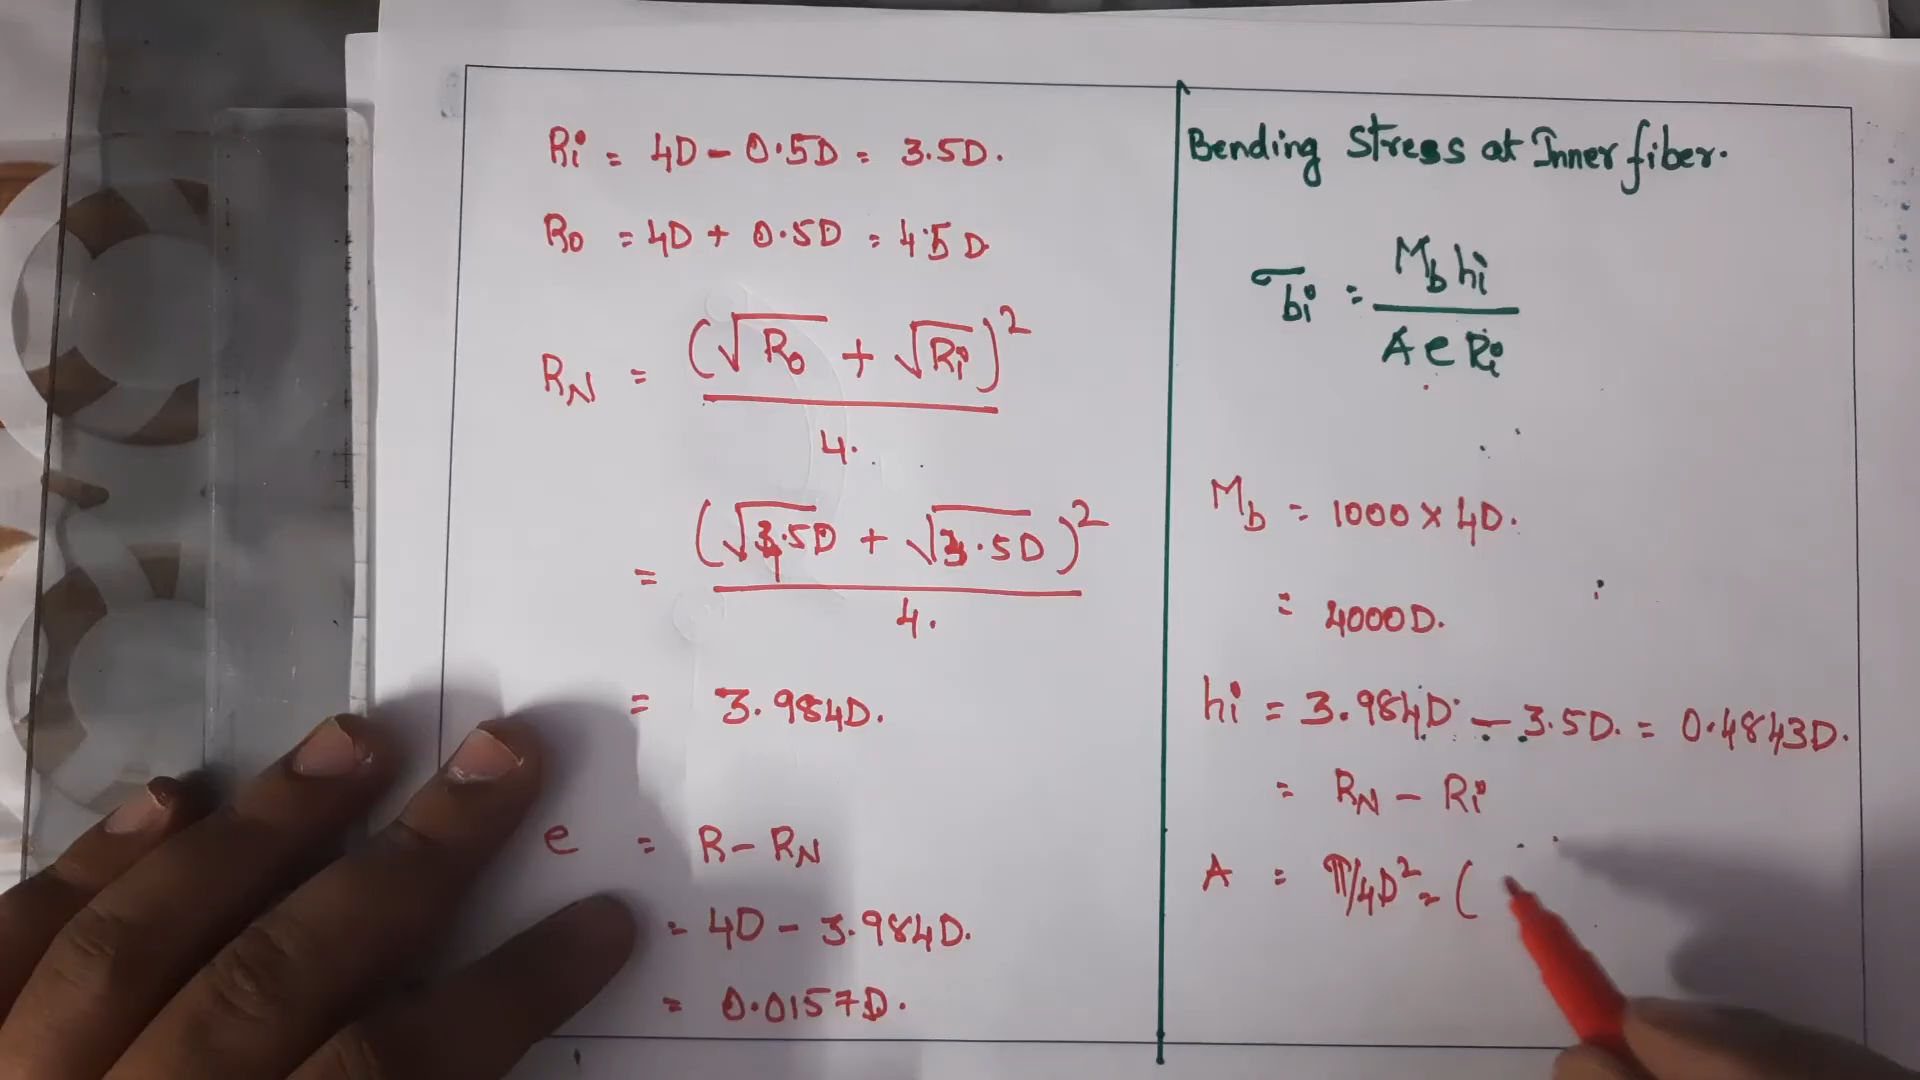 Ri = 4D - 0.5D = 3.5D.
Ro = 4D + 0.5D = 4.5D
RN = (√Ro + √Ri)² / 4.
= (√4.5D + √3.5D)² / 4.
= 3.984D.
e = R - RN
= 4D - 3.984D.
= 0.0157D.
Bending Stress at Inner fiber.
σbi = Mb hi / A e Ri
Mb = 1000 x 4D.
= 4000D.
hi = 3.984D - 3.5D. = 0.4843D.
= RN - Ri
A = π/4D² = (